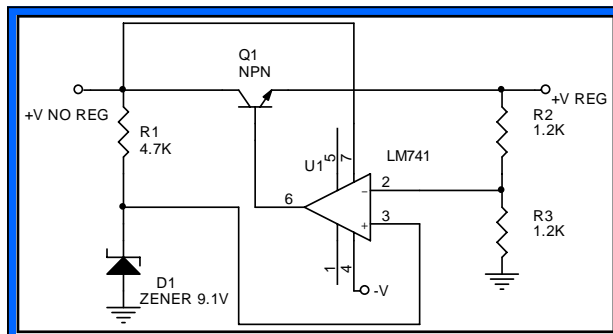 Q1
NPN
+V NO REG
+V REG
R1
4.7K
R2
1.2K
U1
5
7
LM741
6
2
−
3
+
1
4
-V
R3
1.2K
D1
ZENER 9.1V